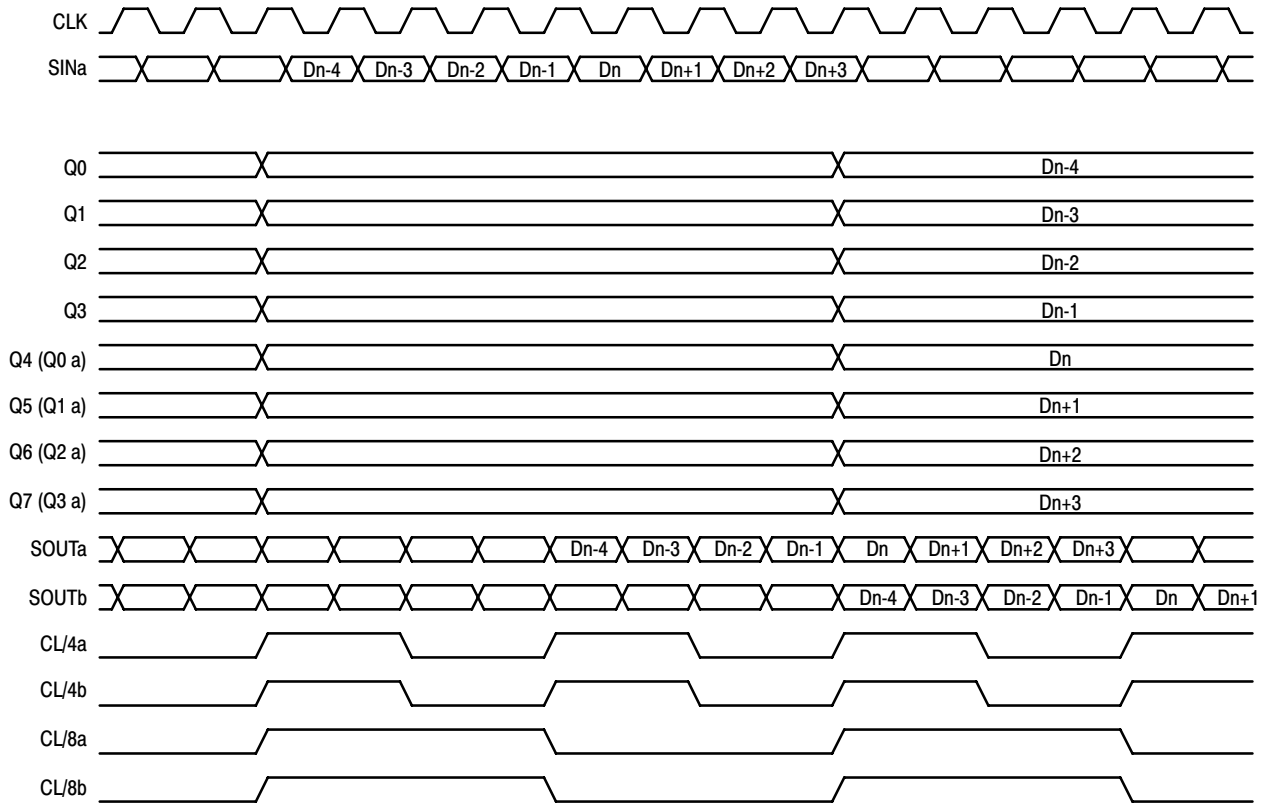 CLK
SINa Dn-4 Dn-3 Dn-2 Dn-1 Dn Dn+1 Dn+2 Dn+3
Q0 Dn-4
Q1 Dn-3
Q2 Dn-2
Q3 Dn-1
Q4 (Q0 a) Dn
Q5 (Q1 a) Dn+1
Q6 (Q2 a) Dn+2
Q7 (Q3 a) Dn+3
SOUTa Dn-4 Dn-3 Dn-2 Dn-1 Dn Dn+1 Dn+2 Dn+3
SOUTb Dn-4 Dn-3 Dn-2 Dn-1 Dn Dn+1
CL/4a
CL/4b
CL/8a
CL/8b